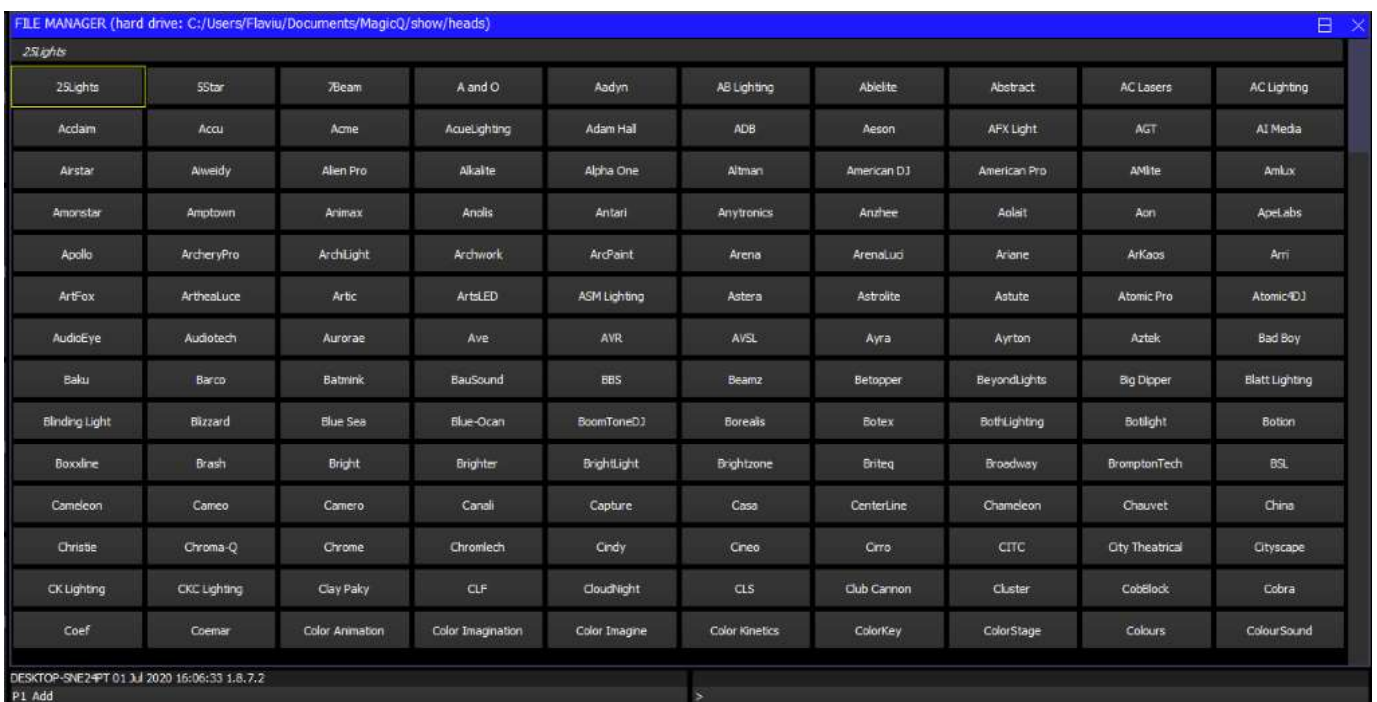 FILE MANAGER (hard drive: C:/Users/Flaviu/Documents/MagicQ/show/heads)
25Lights
25Lights 5Star 7Beam A and O Aadyn AB Lighting Ablelite Abstract AC Lasers AC Lighting
Acclaim Accu Acme AcueLighting Adam Hall ADB Aeson AFX Light AGT AI Media
Airstar Aiweidy Alien Pro Alkalite Alpha One Altman American DJ American Pro AMlite Amlux
Amonstar Amptown Animax Anolis Antari Anytronics Anzhee Aolait Aon ApeLabs
Apollo ArcheryPro ArchiLight Archwork ArcPaint Arena ArenaLuci Ariane ArKaos Arri
ArtFox ArtheaLuce Artic ArtsLED ASM Lighting Astera Astrolite Astute Atomic Pro Atomic4DJ
AudioEye Audiotech Aurorae Ave AVR AVSL Ayra Ayrton Aztek Bad Boy
Baku Barco Batmink BauSound BBS Beamz Betopper BeyondLights Big Dipper Blatt Lighting
Blinding Light Blizzard Blue Sea Blue-Ocan BoomToneDJ Borealis Botex BothLighting Botilight Botion
Boxxline Brash Bright Brighter BrightLight Brightzone Briteq Broadway BromptonTech BSL
Cameleon Cameo Camero Canali Capture Casa CenterLine Chameleon Chauvet China
Christie Chroma-Q Chrome Chromlech Cindy Cineo Cirro CITC City Theatrical Cityscape
CK Lighting CKC Lighting Clay Paky CLF CloudNight CLS Club Cannon Cluster CobBlock Cobra
Coef Coemar Color Animation Color Imagination Color Imagine Color Kinetics ColorKey ColorStage Colours ColourSound
DESKTOP-SNE24PT 01 Jul 2020 16:06:33 1.8.7.2
P1 Add >